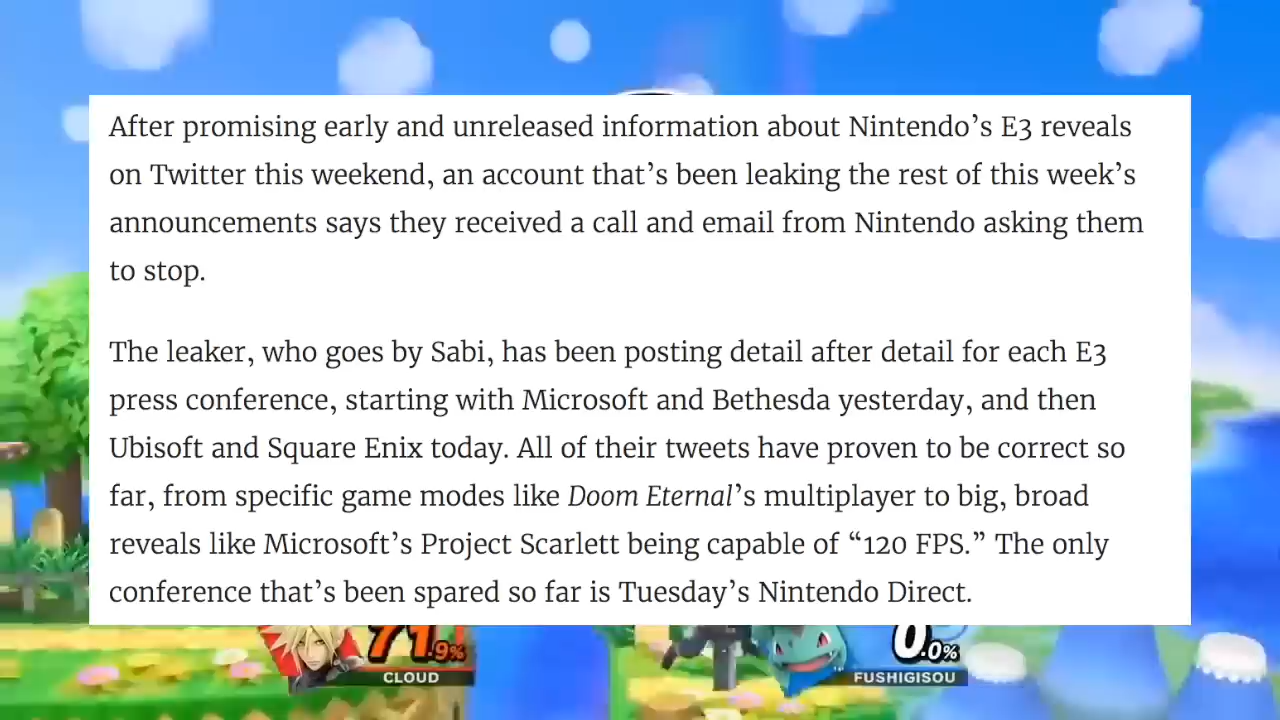 After promising early and unreleased information about Nintendo’s E3 reveals
on Twitter this weekend, an account that’s been leaking the rest of this week’s
announcements says they received a call and email from Nintendo asking them
to stop.
The leaker, who goes by Sabi, has been posting detail after detail for each E3
press conference, starting with Microsoft and Bethesda yesterday, and then
Ubisoft and Square Enix today. All of their tweets have proven to be correct so
far, from specific game modes like Doom Eternal’s multiplayer to big, broad
reveals like Microsoft’s Project Scarlett being capable of “120 FPS.” The only
conference that’s been spared so far is Tuesday’s Nintendo Direct.
71.9% 0.0%
CLOUD FUSHIGISOU